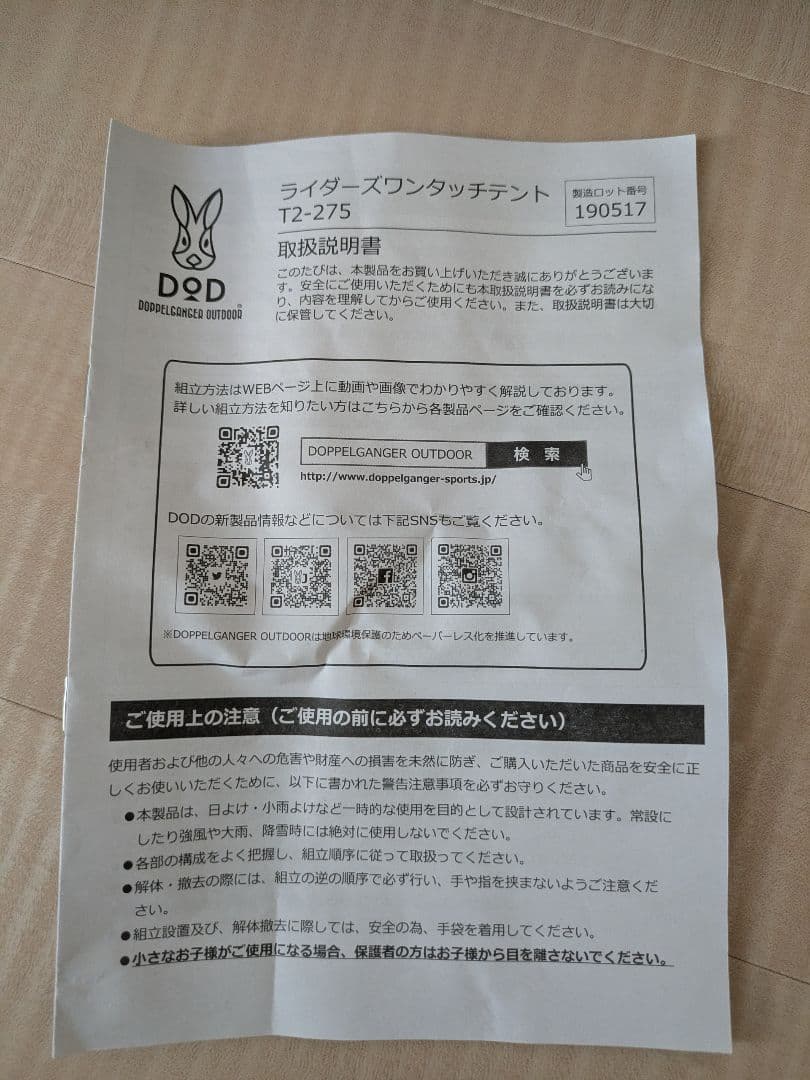 ライダーズワンタッチテント
T2-275
製造ロット番号
190517
取扱説明書
DOD
DOPPELGANGER OUTDOOR®
このたびは、本製品をお買い上げいただき誠にありがとうございま
す。安全にご使用いただくためにも本取扱説明書を必ずお読みにな
り、内容を理解してからご使用ください。また、取扱説明書は大切
に保管してください。
組立方法はWEBページ上に動画や画像でわかりやすく解説しております。
詳しい組立方法を知りたい方はこちらから各製品ページをご確認ください。
DOPPELGANGER OUTDOOR 検 索
http://www.doppelganger-sports.jp/
DODの新製品情報などについては下記SNSもご覧ください。
※DOPPELGANGER OUTDOORは地球環境保護のためペーパーレス化を推進しています。
ご使用上の注意（ご使用の前に必ずお読みください）
使用者および他の人々への危害や財産への損害を未然に防ぎ、ご購入いただいた商品を安全に正
しくお使いいただくために、以下に書かれた警告注意事項を必ずお守りください。
●本製品は、日よけ・小雨よけなど一時的な使用を目的として設計されています。常設に
したり強風や大雨、降雪時には絶対に使用しないでください。
●各部の構成をよく把握し、組立順序に従って取扱ってください。
●解体・撤去の際には、組立の逆の順序で必ず行い、手や指を挟まないようご注意くだ
さい。
●組立設置及び、解体撤去に際しては、安全の為、手袋を着用してください。
●小さなお子様がご使用になる場合、保護者の方はお子様から目を離さないでください。